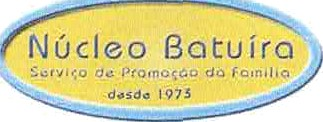 Núcleo Batuíra
Serviço de Promoção da Família
desde 1973